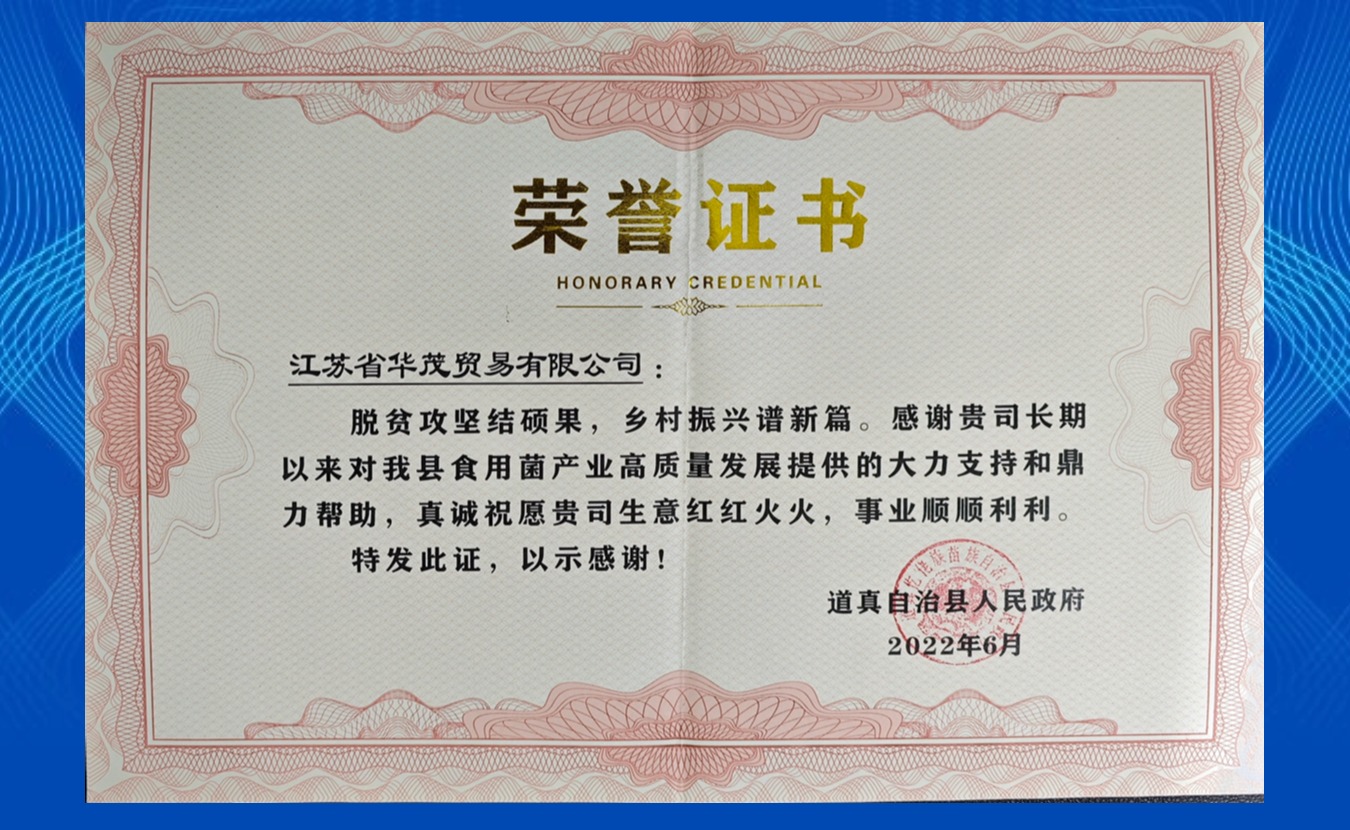 荣誉证书
HONORARY CREDENTIAL
江苏省华茂贸易有限公司：
脱贫攻坚结硕果，乡村振兴谱新篇。感谢贵司长期
以来对我县食用菌产业高质量发展提供的大力支持和鼎
力帮助，真诚祝愿贵司生意红红火火，事业顺顺利利。
特发此证，以示感谢！
道真自治县人民政府
2022年6月